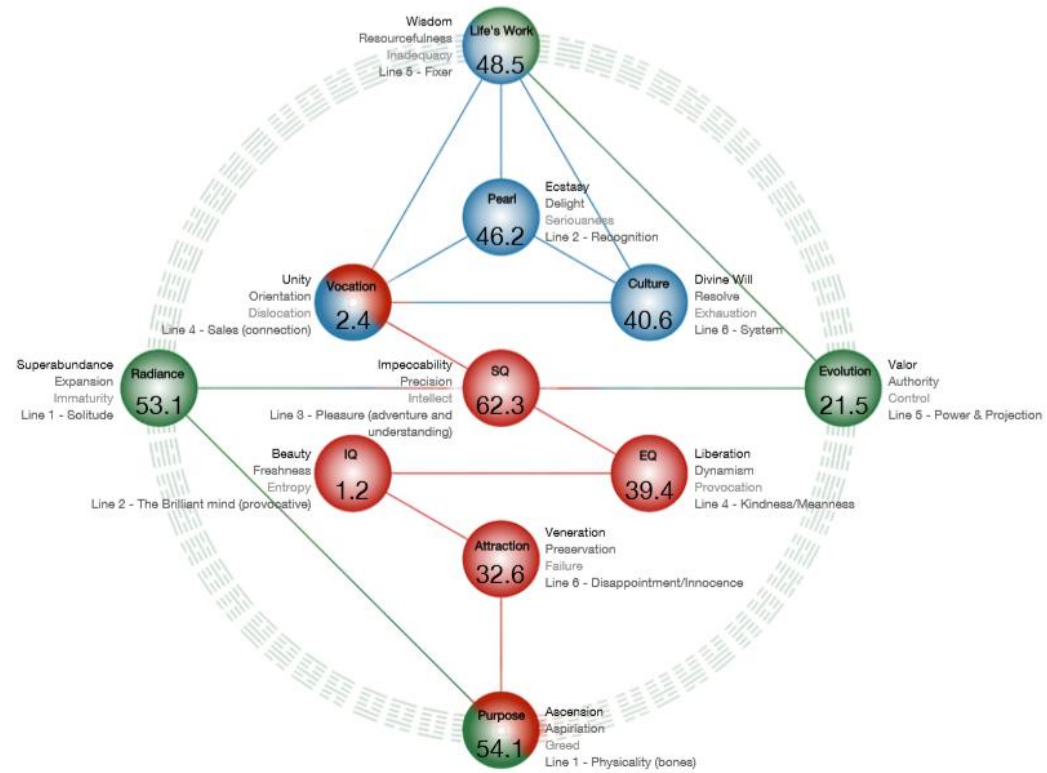 Wisdom
Resourcefulness
Inadequacy
Line 5 - Fixer
Life's Work
48.5
Pearl
46.2
Ecstasy
Delight
Seriousness
Line 2 - Recognition
Unity
Orientation
Dislocation
Line 4 - Sales (connection)
Vocation
2.4
Culture
40.6
Divine Will
Resolve
Exhaustion
Line 6 - System
Superabundance
Expansion
Immaturity
Line 1 - Solitude
Radiance
53.1
Impeccability
Precision
Intellect
Line 3 - Pleasure (adventure and
understanding)
SQ
62.3
Evolution
21.5
Valor
Authority
Control
Line 5 - Power & Projection
Beauty
Freshness
Entropy
Line 2 - The Brilliant mind (provocative)
IQ
1.2
EQ
39.4
Liberation
Dynamism
Provocation
Line 4 - Kindness/Meanness
Attraction
32.6
Veneration
Preservation
Failure
Line 6 - Disappointment/Innocence
Purpose
54.1
Ascension
Aspiriation
Greed
Line 1 - Physicality (bones)